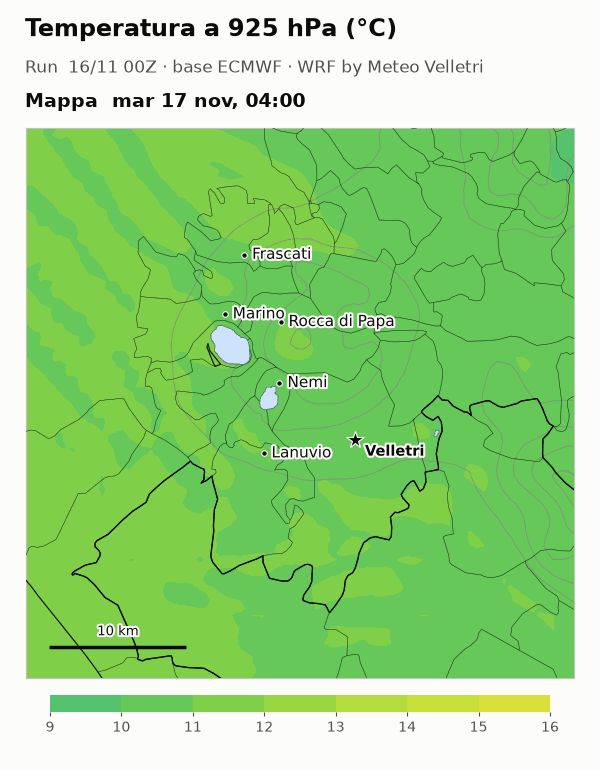 Temperatura a 925 hPa (°C)
Run  16/11 00Z · base ECMWF · WRF by Meteo Velletri
Mappa  mar 17 nov, 04:00
Frascati
Marino
Rocca di Papa
Nemi
Velletri
Lanuvio
10 km
9 10 11 12 13 14 15 16